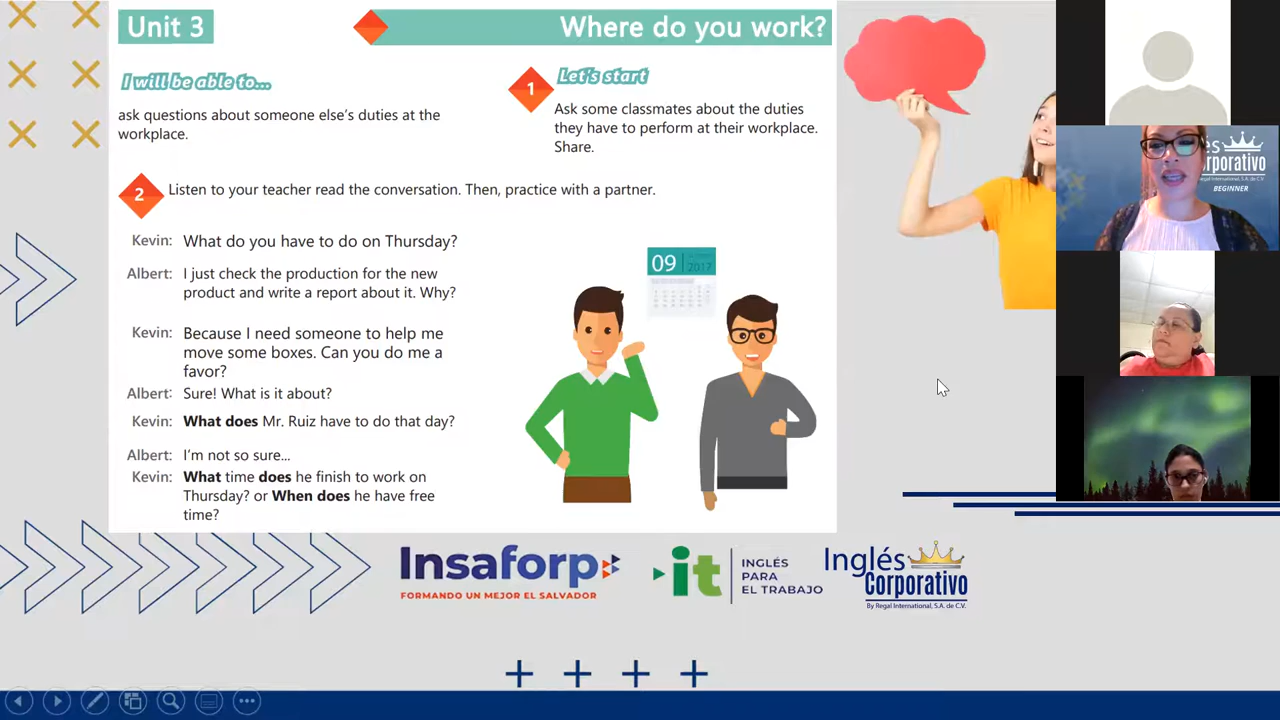 Unit 3
Where do you work?
I will be able to...
ask questions about someone else's duties at the
workplace.
1
Let's start
Ask some classmates about the duties
they have to perform at their workplace.
Share.
2
Listen to your teacher read the conversation. Then, practice with a partner.
Kevin: What do you have to do on Thursday?
Albert: I just check the production for the new
product and write a report about it. Why?
Kevin: Because I need someone to help me
move some boxes. Can you do me a
favor?
Albert: Sure! What is it about?
Kevin: What does Mr. Ruiz have to do that day?
Albert: I'm not so sure...
Kevin: What time does he finish to work on
Thursday? or When does he have free
time?
09
2017
Insaforp
FORMANDO UN MEJOR EL SALVADOR
it
INGLÉS
PARA
EL TRABAJO
Inglés
Corporativo
By Regal International, S.A. de C.V.
és
orporativo
BEGINNER